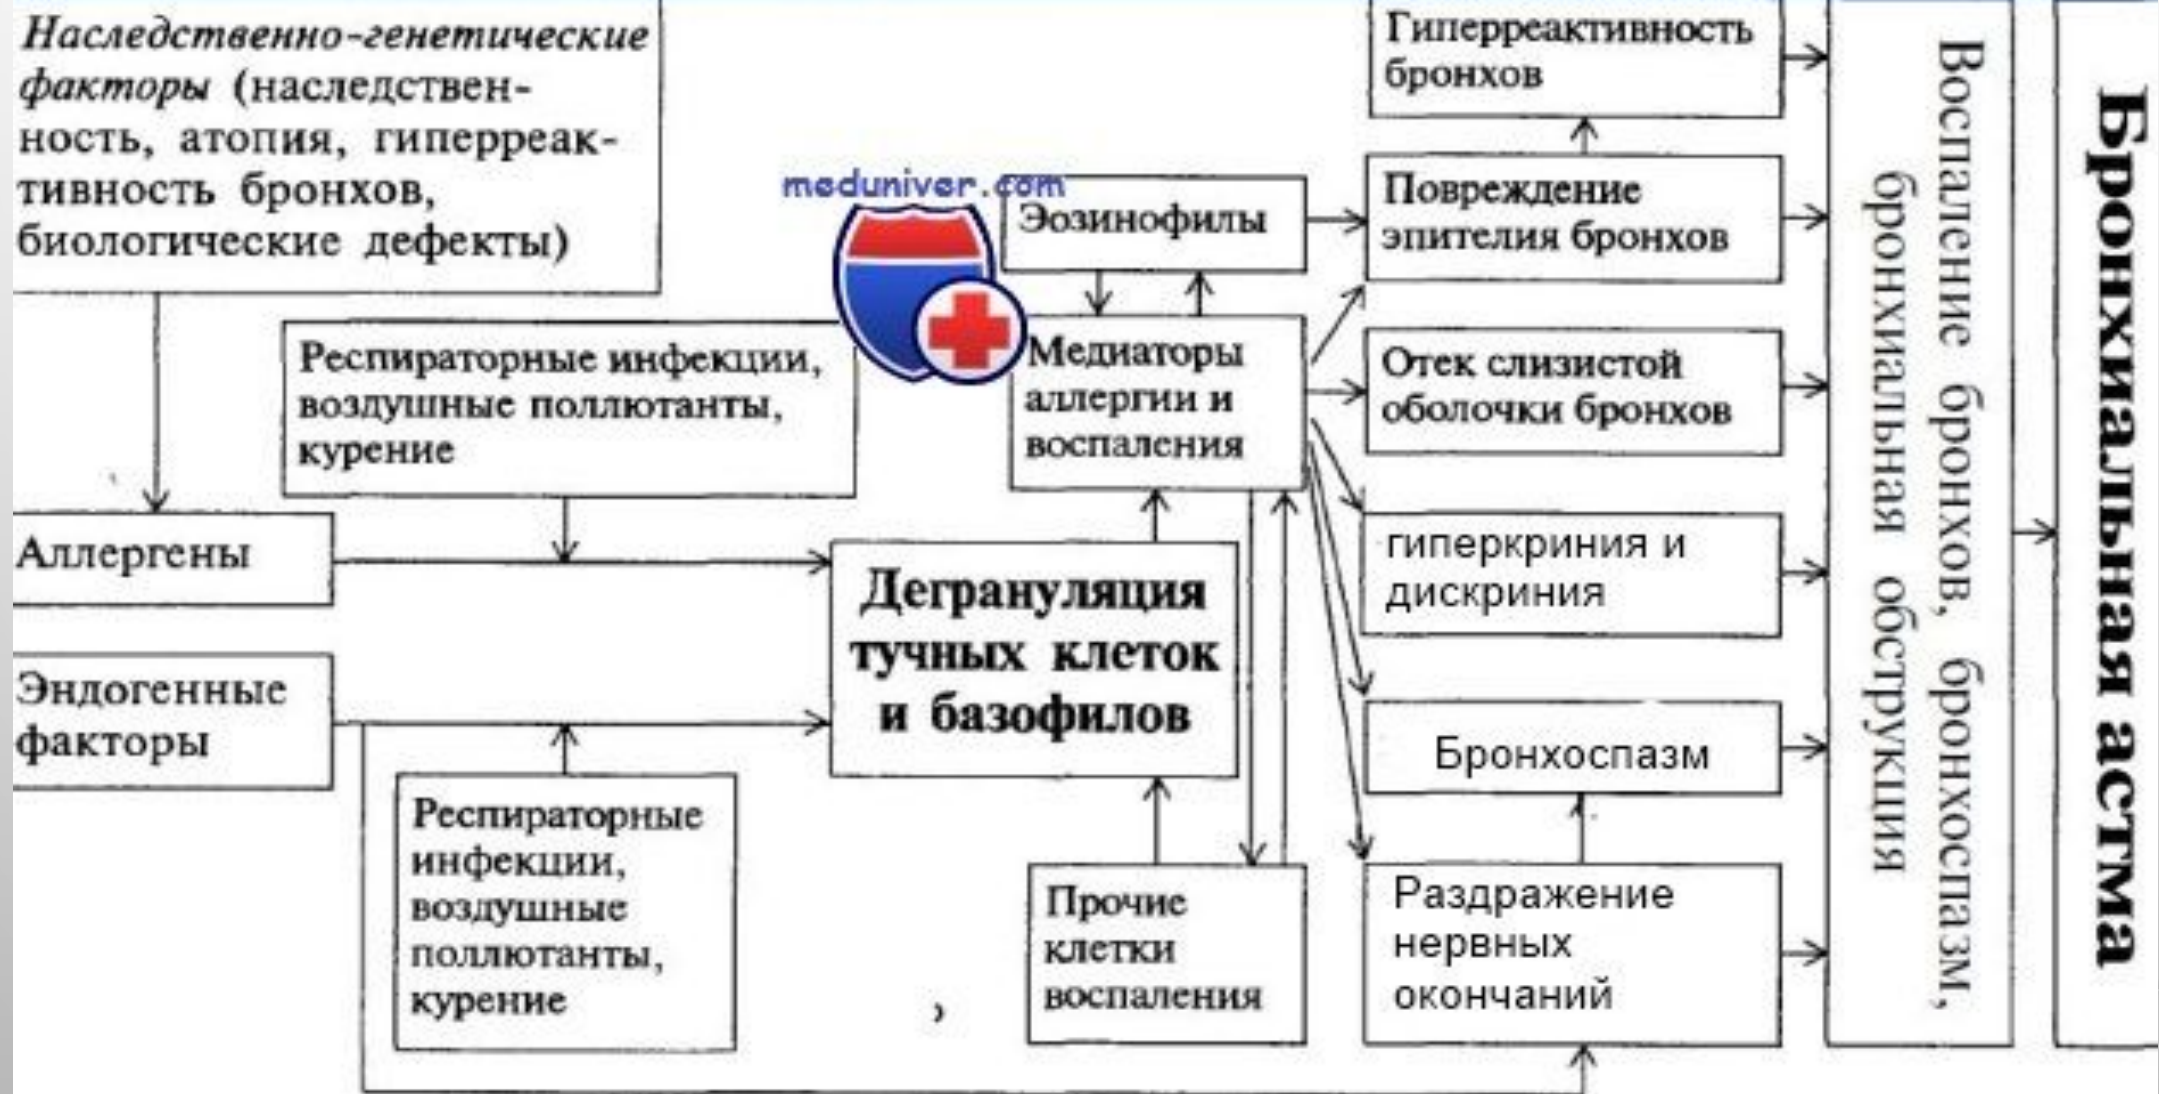 Наследственно-генетические
факторы (наследствен-
ность, атопия, гиперреак-
тивность бронхов,
биологические дефекты)
Респираторные инфекции,
воздушные поллютанты,
курение
Аллергены
Эндогенные
факторы
Респираторные
инфекции,
воздушные
поллютанты,
курение
meduniver.com
Эозинофилы
Медиаторы
аллергии и
воспаления
Дегрануляция
тучных клеток
и базофилов
Прочие
клетки
воспаления
Гиперреактивность
бронхов
Повреждение
эпителия бронхов
Отек слизистой
оболочки бронхов
гиперкриния и
дискриния
Бронхоспазм
Раздражение
нервных
окончаний
Воспаление бронхов, бронхоспазм,
бронхиальная обструкция
Бронхиальная астма